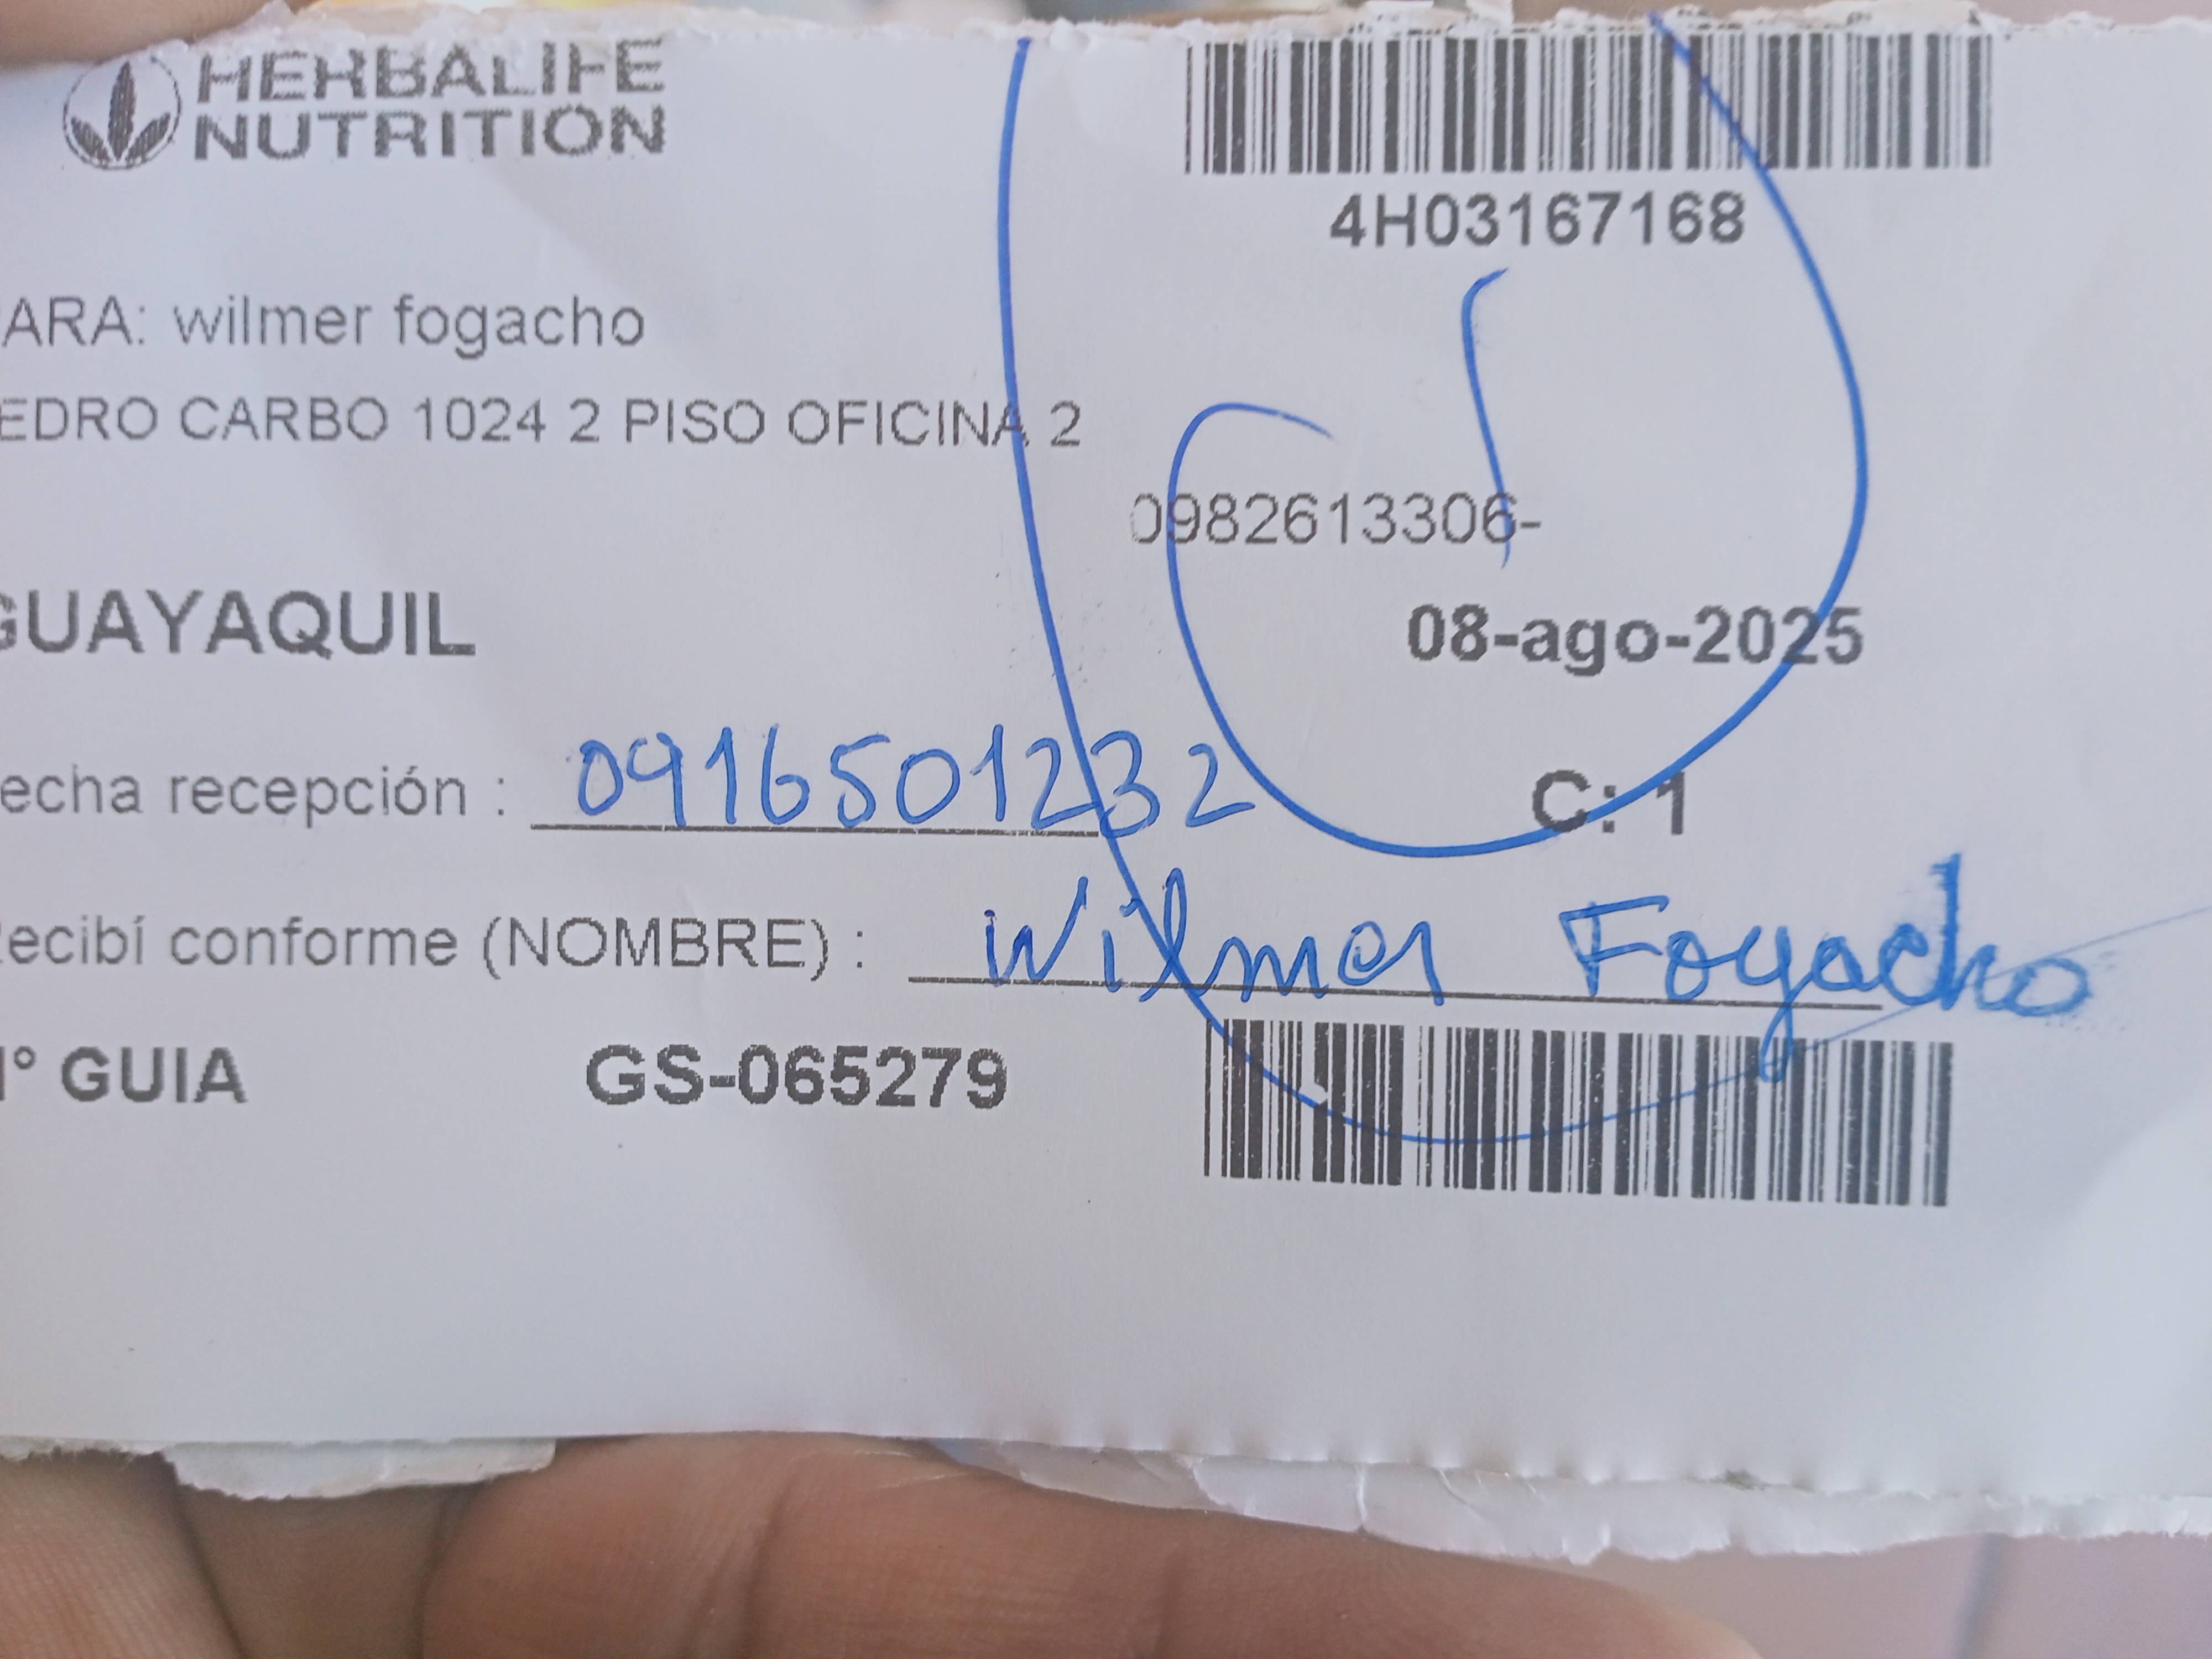 HERBALIFE
NUTRITION
4H03167168
ARA: wilmer fogacho
EDRO CARBO 1024 2 PISO OFICINA 2
0982613306-
GUAYAQUIL
08-ago-2025
echa recepción : 0916501232
C: 1
ecibí conforme (NOMBRE) : Wilmer Fogacho
N° GUIA GS-065279